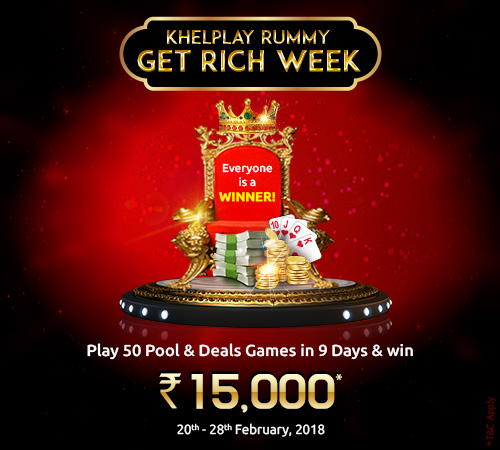 KHELPLAY RUMMY
GET RICH WEEK
Everyone
is a
WINNER!
10 J Q K
Play 50 Pool & Deals Games in 9 Days & win
₹ 15,000*
20th - 28th February, 2018
*T&C Apply